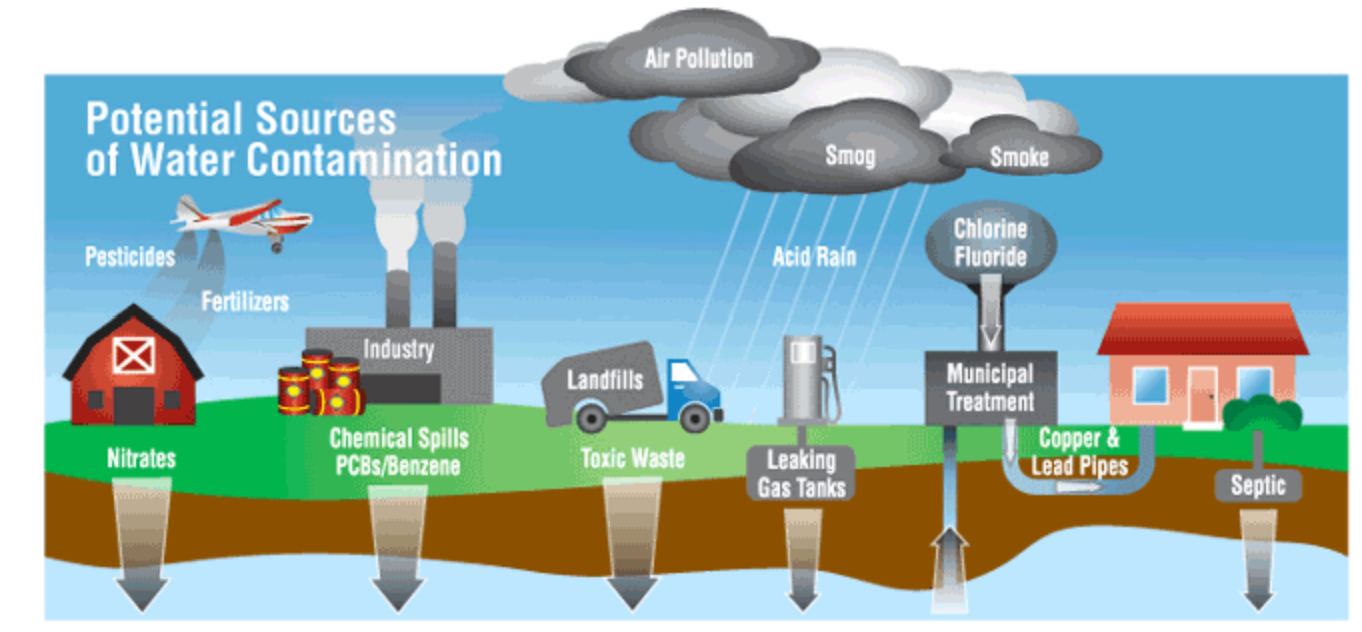 Air Pollution
Potential Sources
of Water Contamination
Smog
Smoke
Pesticides
Fertilizers
Acid Rain
Chlorine
Fluoride
Industry
Landfills
Municipal
Treatment
Nitrates
Chemical Spills
PCBs/Benzene
Toxic Waste
Leaking
Gas Tanks
Copper &
Lead Pipes
Septic